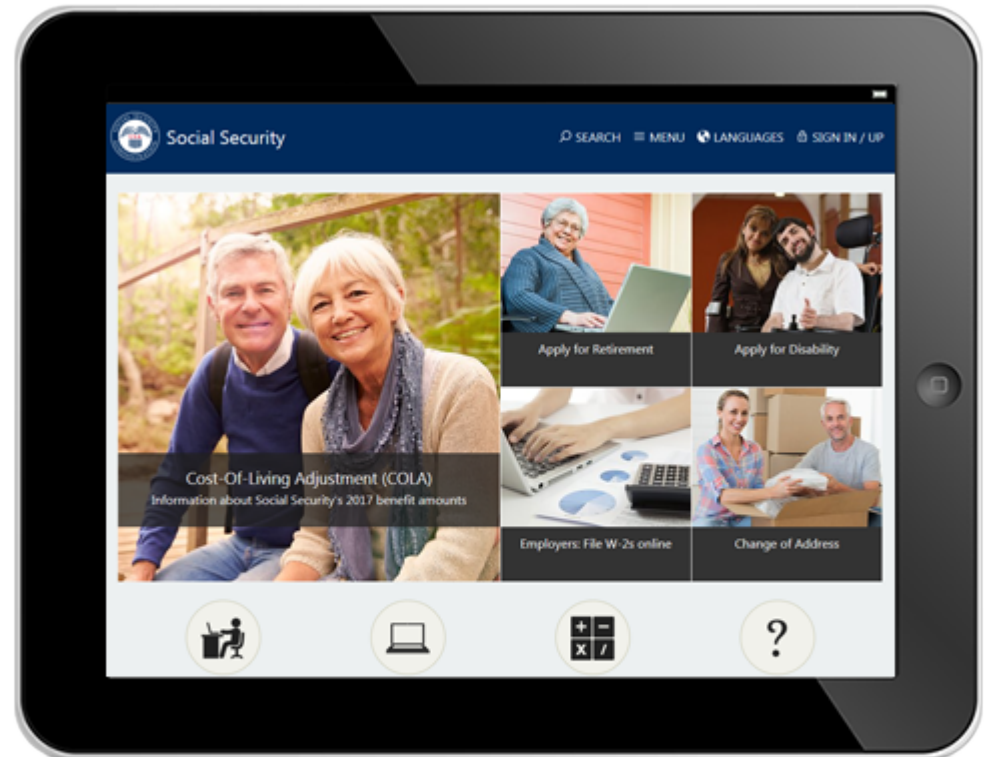 Social Security
SEARCH MENU LANGUAGES SIGN IN / UP
Cost-Of-Living Adjustment (COLA)
Information about Social Security's 2017 benefit amounts
Apply for Retirement
Apply for Disability
Employers: File W-2s online
Change of Address
+ −
x /
?